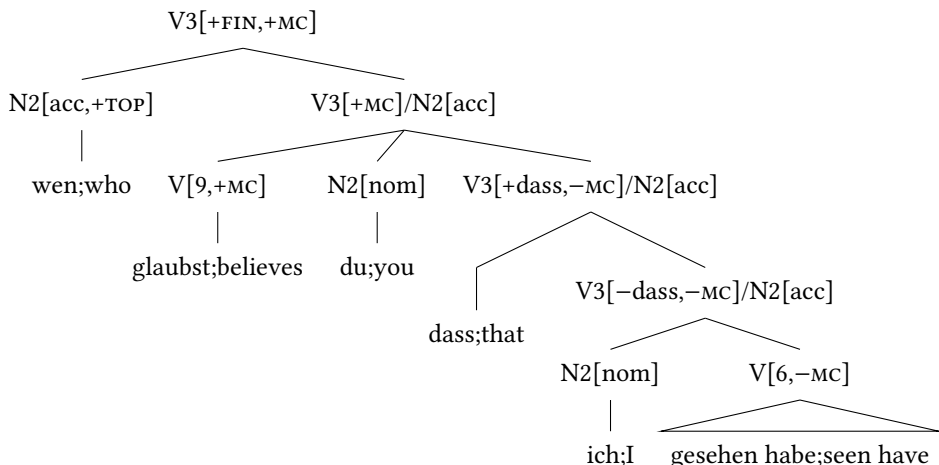 V3[+FIN,+MC]
N2[acc,+TOP] V3[+MC]/N2[acc]
wen;who V[9,+MC] N2[nom] V3[+dass,−MC]/N2[acc]
glaubst;believes du;you
V3[−dass,−MC]/N2[acc]
dass;that
N2[nom] V[6,−MC]
ich;I gesehen habe;seen have